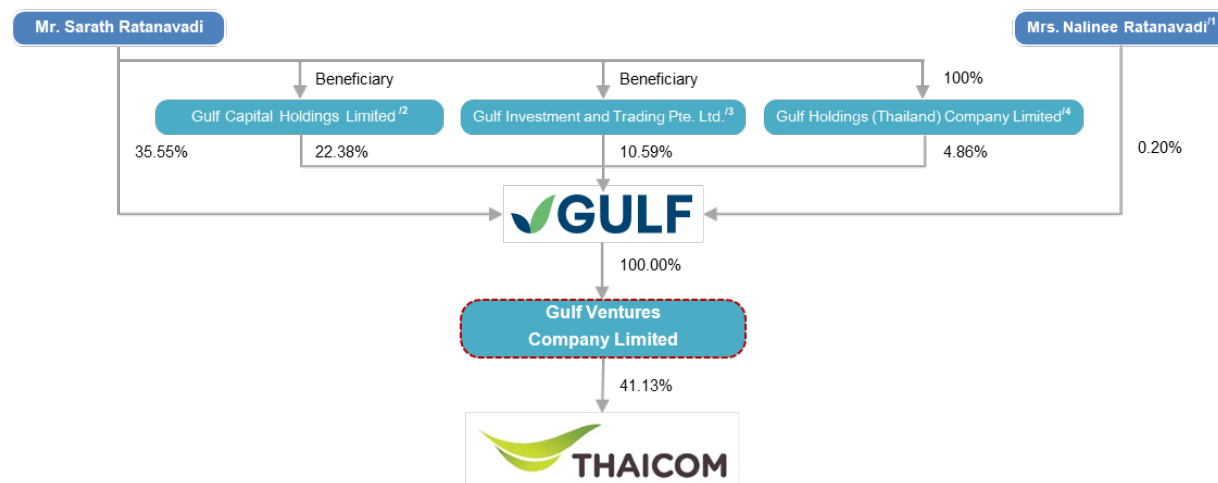 Mr. Sarath Ratanavadi
Mrs. Nalinee Ratanavadi/1
Beneficiary
Beneficiary
100%
Gulf Capital Holdings Limited /2
Gulf Investment and Trading Pte. Ltd./3
Gulf Holdings (Thailand) Company Limited/4
35.55%
22.38%
10.59%
4.86%
0.20%
GULF
100.00%
Gulf Ventures
Company Limited
41.13%
THAICOM